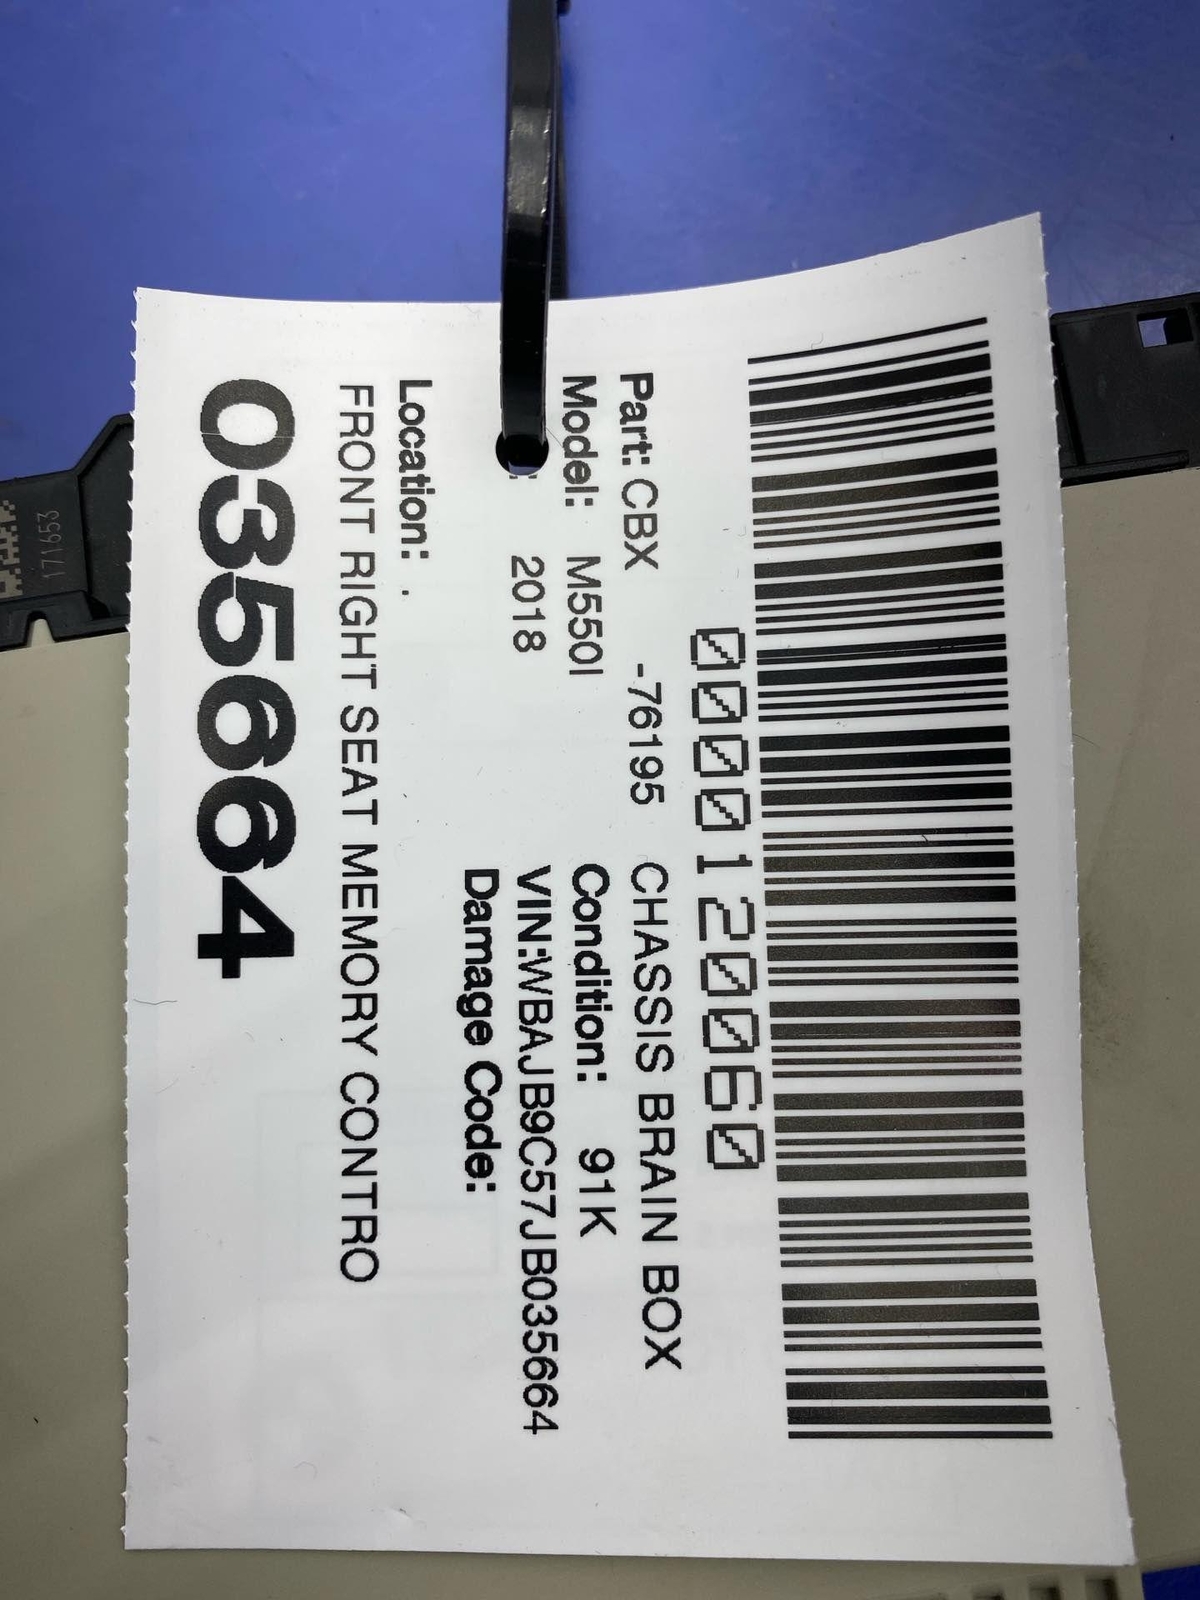 0000120060
Part: CBX -76195 CHASSIS BRAIN BOX
Model: M550I Condition: 91K
: 2018 VIN:WBAJB9C57JB035664
Damage Code:
Location: .
FRONT RIGHT SEAT MEMORY CONTRO
035664
171653